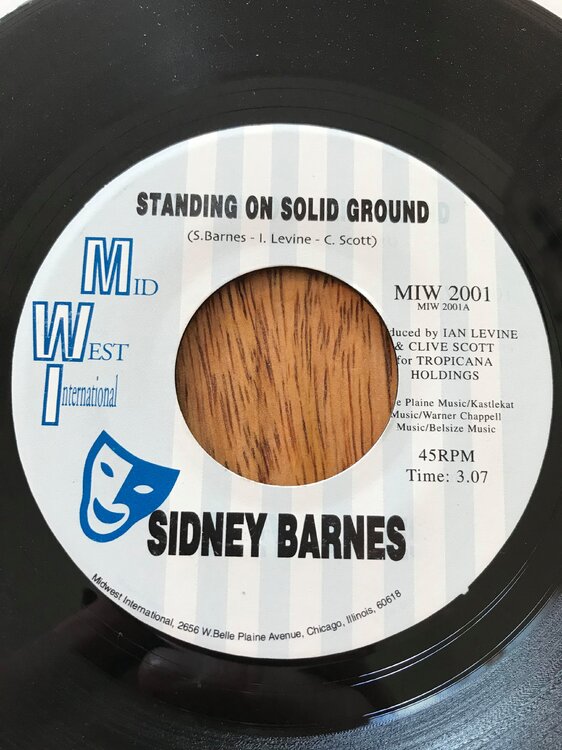 STANDING ON SOLID GROUND
(S.Barnes - I. Levine - C. Scott)
MID
WEST
International
MIW 2001
MIW 2001A
by IAN LEVINE
& CLIVE SCOTT
for TROPICANA
HOLDINGS
Plaine Music/Kastlekat
Music/Warner Chappell
Music/Belsize Music
45RPM
Time: 3.07
SIDNEY BARNES
Midwest International, 2656 W.Belle Plaine Avenue, Chicago, Illinois, 60618